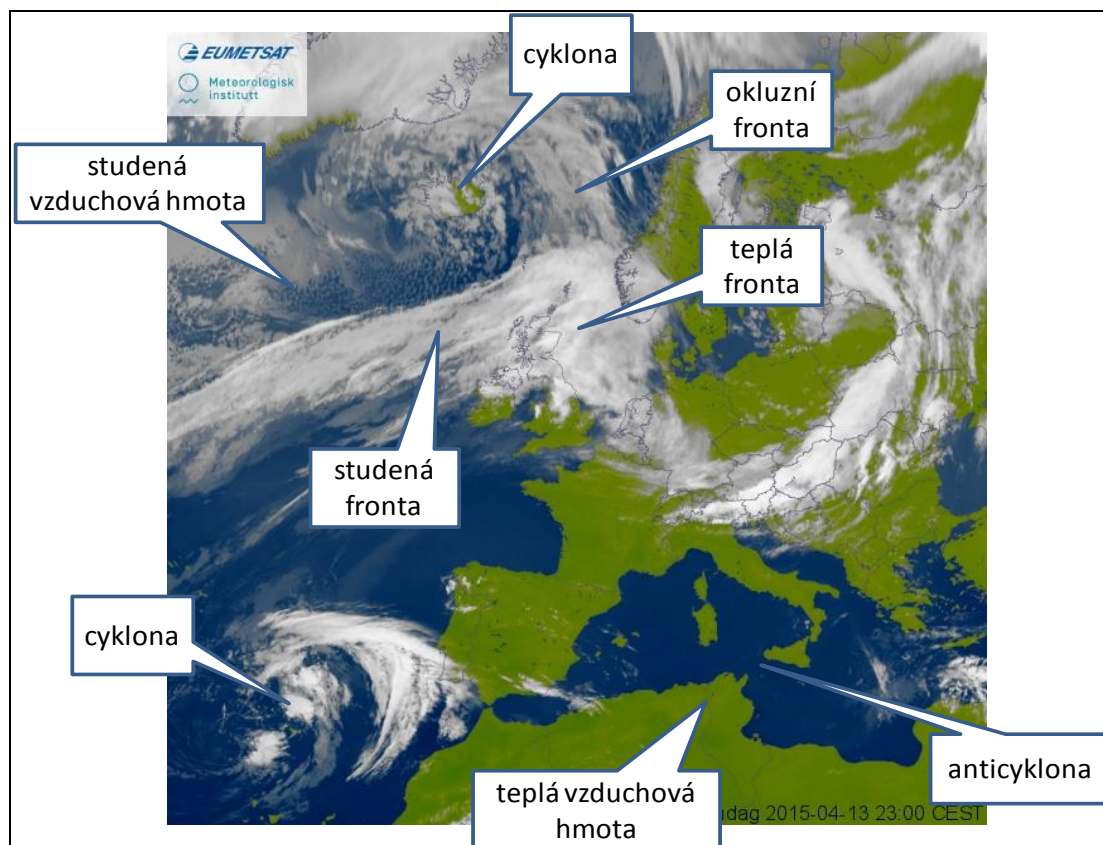 EUMETSAT
Meteorologisk
institutt
cyklona
okluzní
fronta
studená
vzduchová hmota
teplá
fronta
studená
fronta
cyklona
anticyklona
teplá vzduchová
hmota
2015-04-13 23:00 CEST